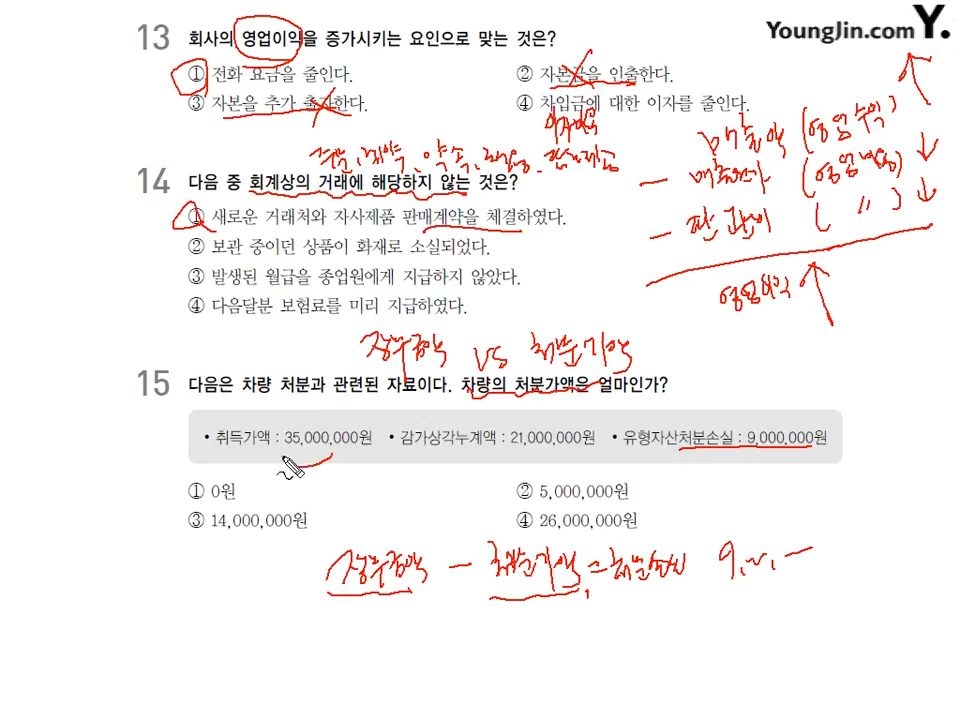 YoungJin.com Y.
13 회사의 영업이익을 증가시키는 요인으로 맞는 것은?
① 전화 요금을 줄인다. ② 자본금을 인출한다.
③ 자본을 추가 출자한다. ④ 차입금에 대한 이자를 줄인다.
이자비용
매출액 (영업수익)
- 매출원가 (영업비용)
- 판관비 ( 〃 )
영업이익
14 다음 중 회계상의 거래에 해당하지 않는 것은?
① 새로운 거래처와 자사제품 판매계약을 체결하였다.
② 보관 중이던 상품이 화재로 소실되었다.
③ 발생된 월급을 종업원에게 지급하지 않았다.
④ 다음달분 보험료를 미리 지급하였다.
장부금액 VS 처분가액
15 다음은 차량 처분과 관련된 자료이다. 차량의 처분가액은 얼마인가?
• 취득가액 : 35,000,000원 • 감가상각누계액 : 21,000,000원 • 유형자산처분손실 : 9,000,000원
① 0원 ② 5,000,000원
③ 14,000,000원 ④ 26,000,000원
장부금액 - 처분가액 = 처분손실